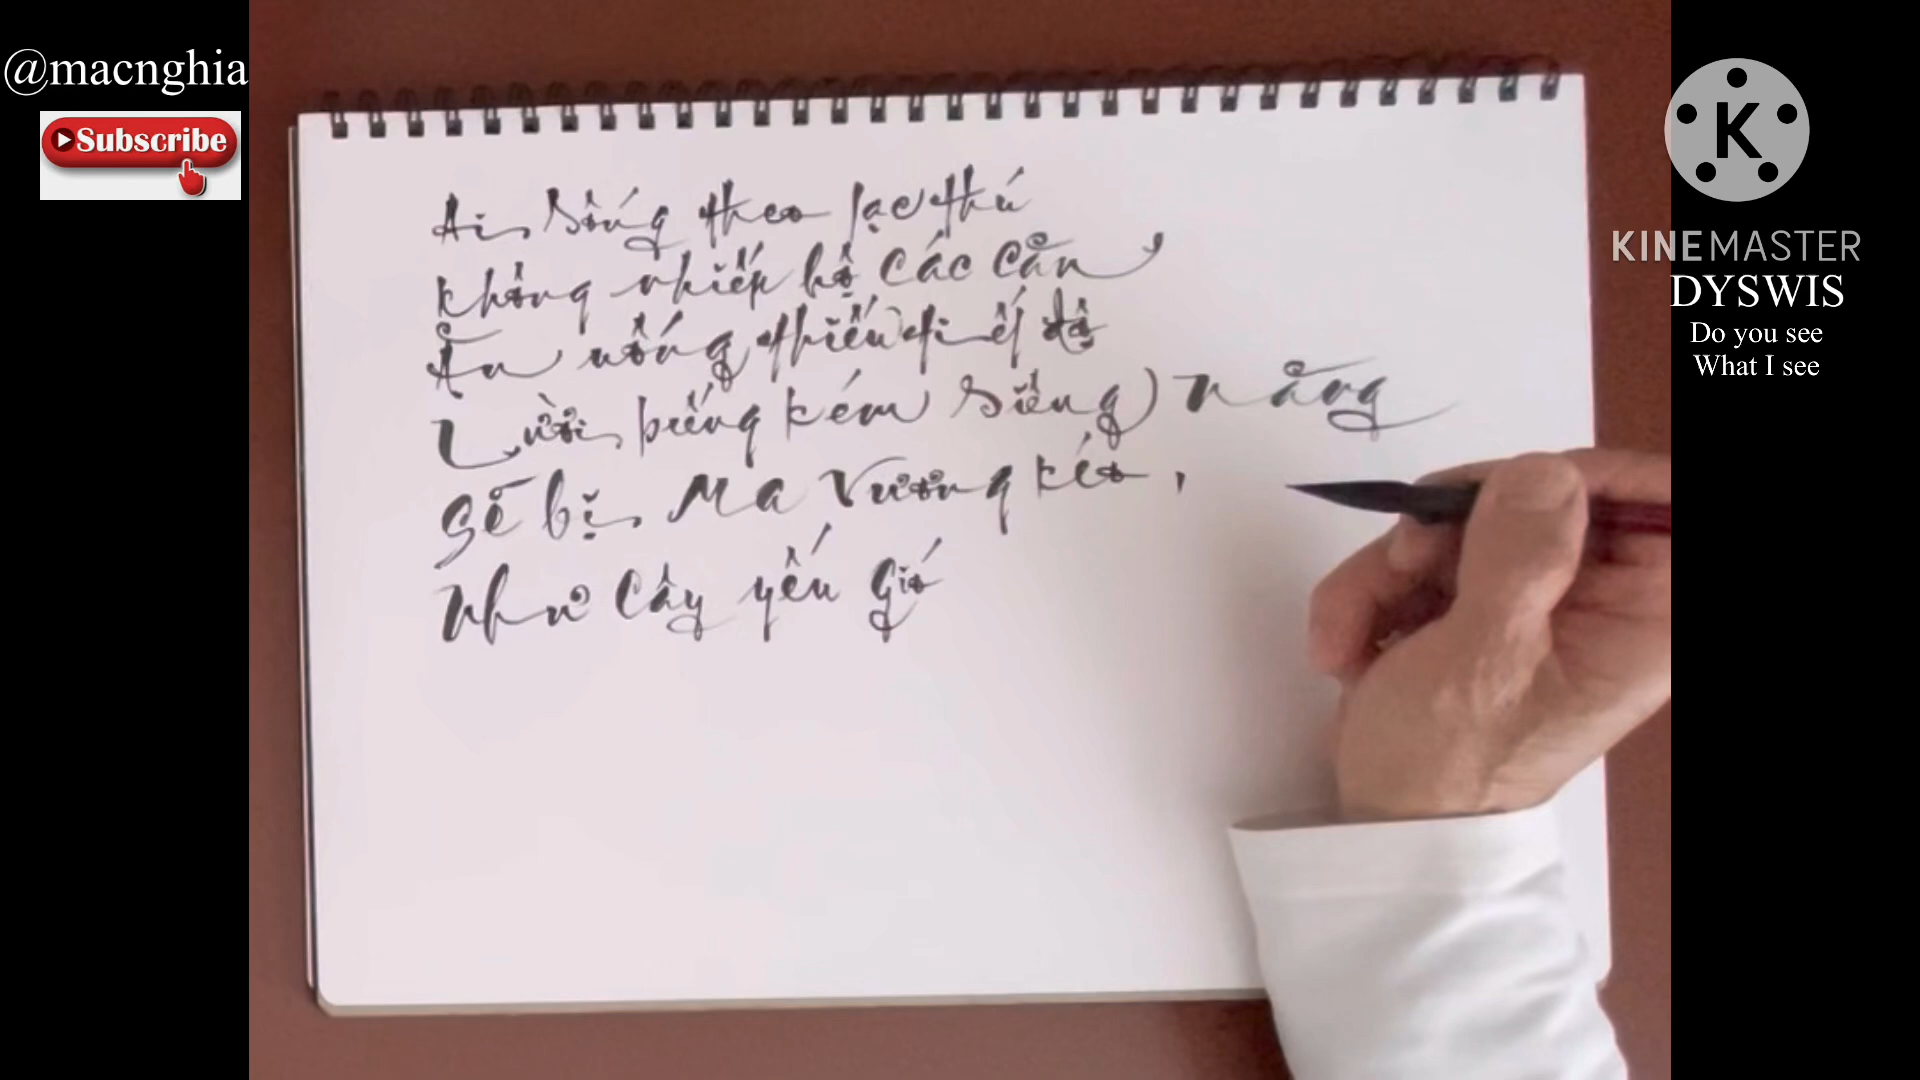 @macnghia
Subscribe
Ai sống theo lạc thú
Không nhiếp hộ các căn
Ăn uống thiếu tiết độ
Lười biếng kém siêng năng
Sẽ bị Ma Vương kéo,
Như cây yếu gió
K
KINEMASTER
DYSWIS
Do you see
What I see